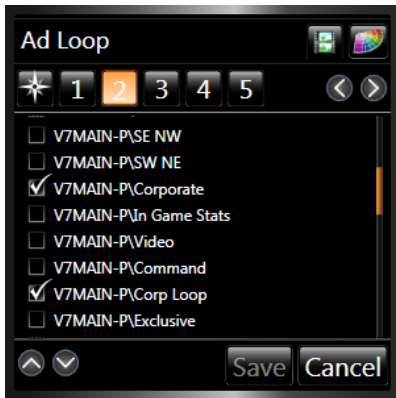 Ad Loop
1 2 3 4 5
V7MAIN-P\SE NW
V7MAIN-P\SW NE
V7MAIN-P\Corporate
V7MAIN-P\In Game Stats
V7MAIN-P\Video
V7MAIN-P\Command
V7MAIN-P\Corp Loop
V7MAIN-P\Exclusive
Save Cancel